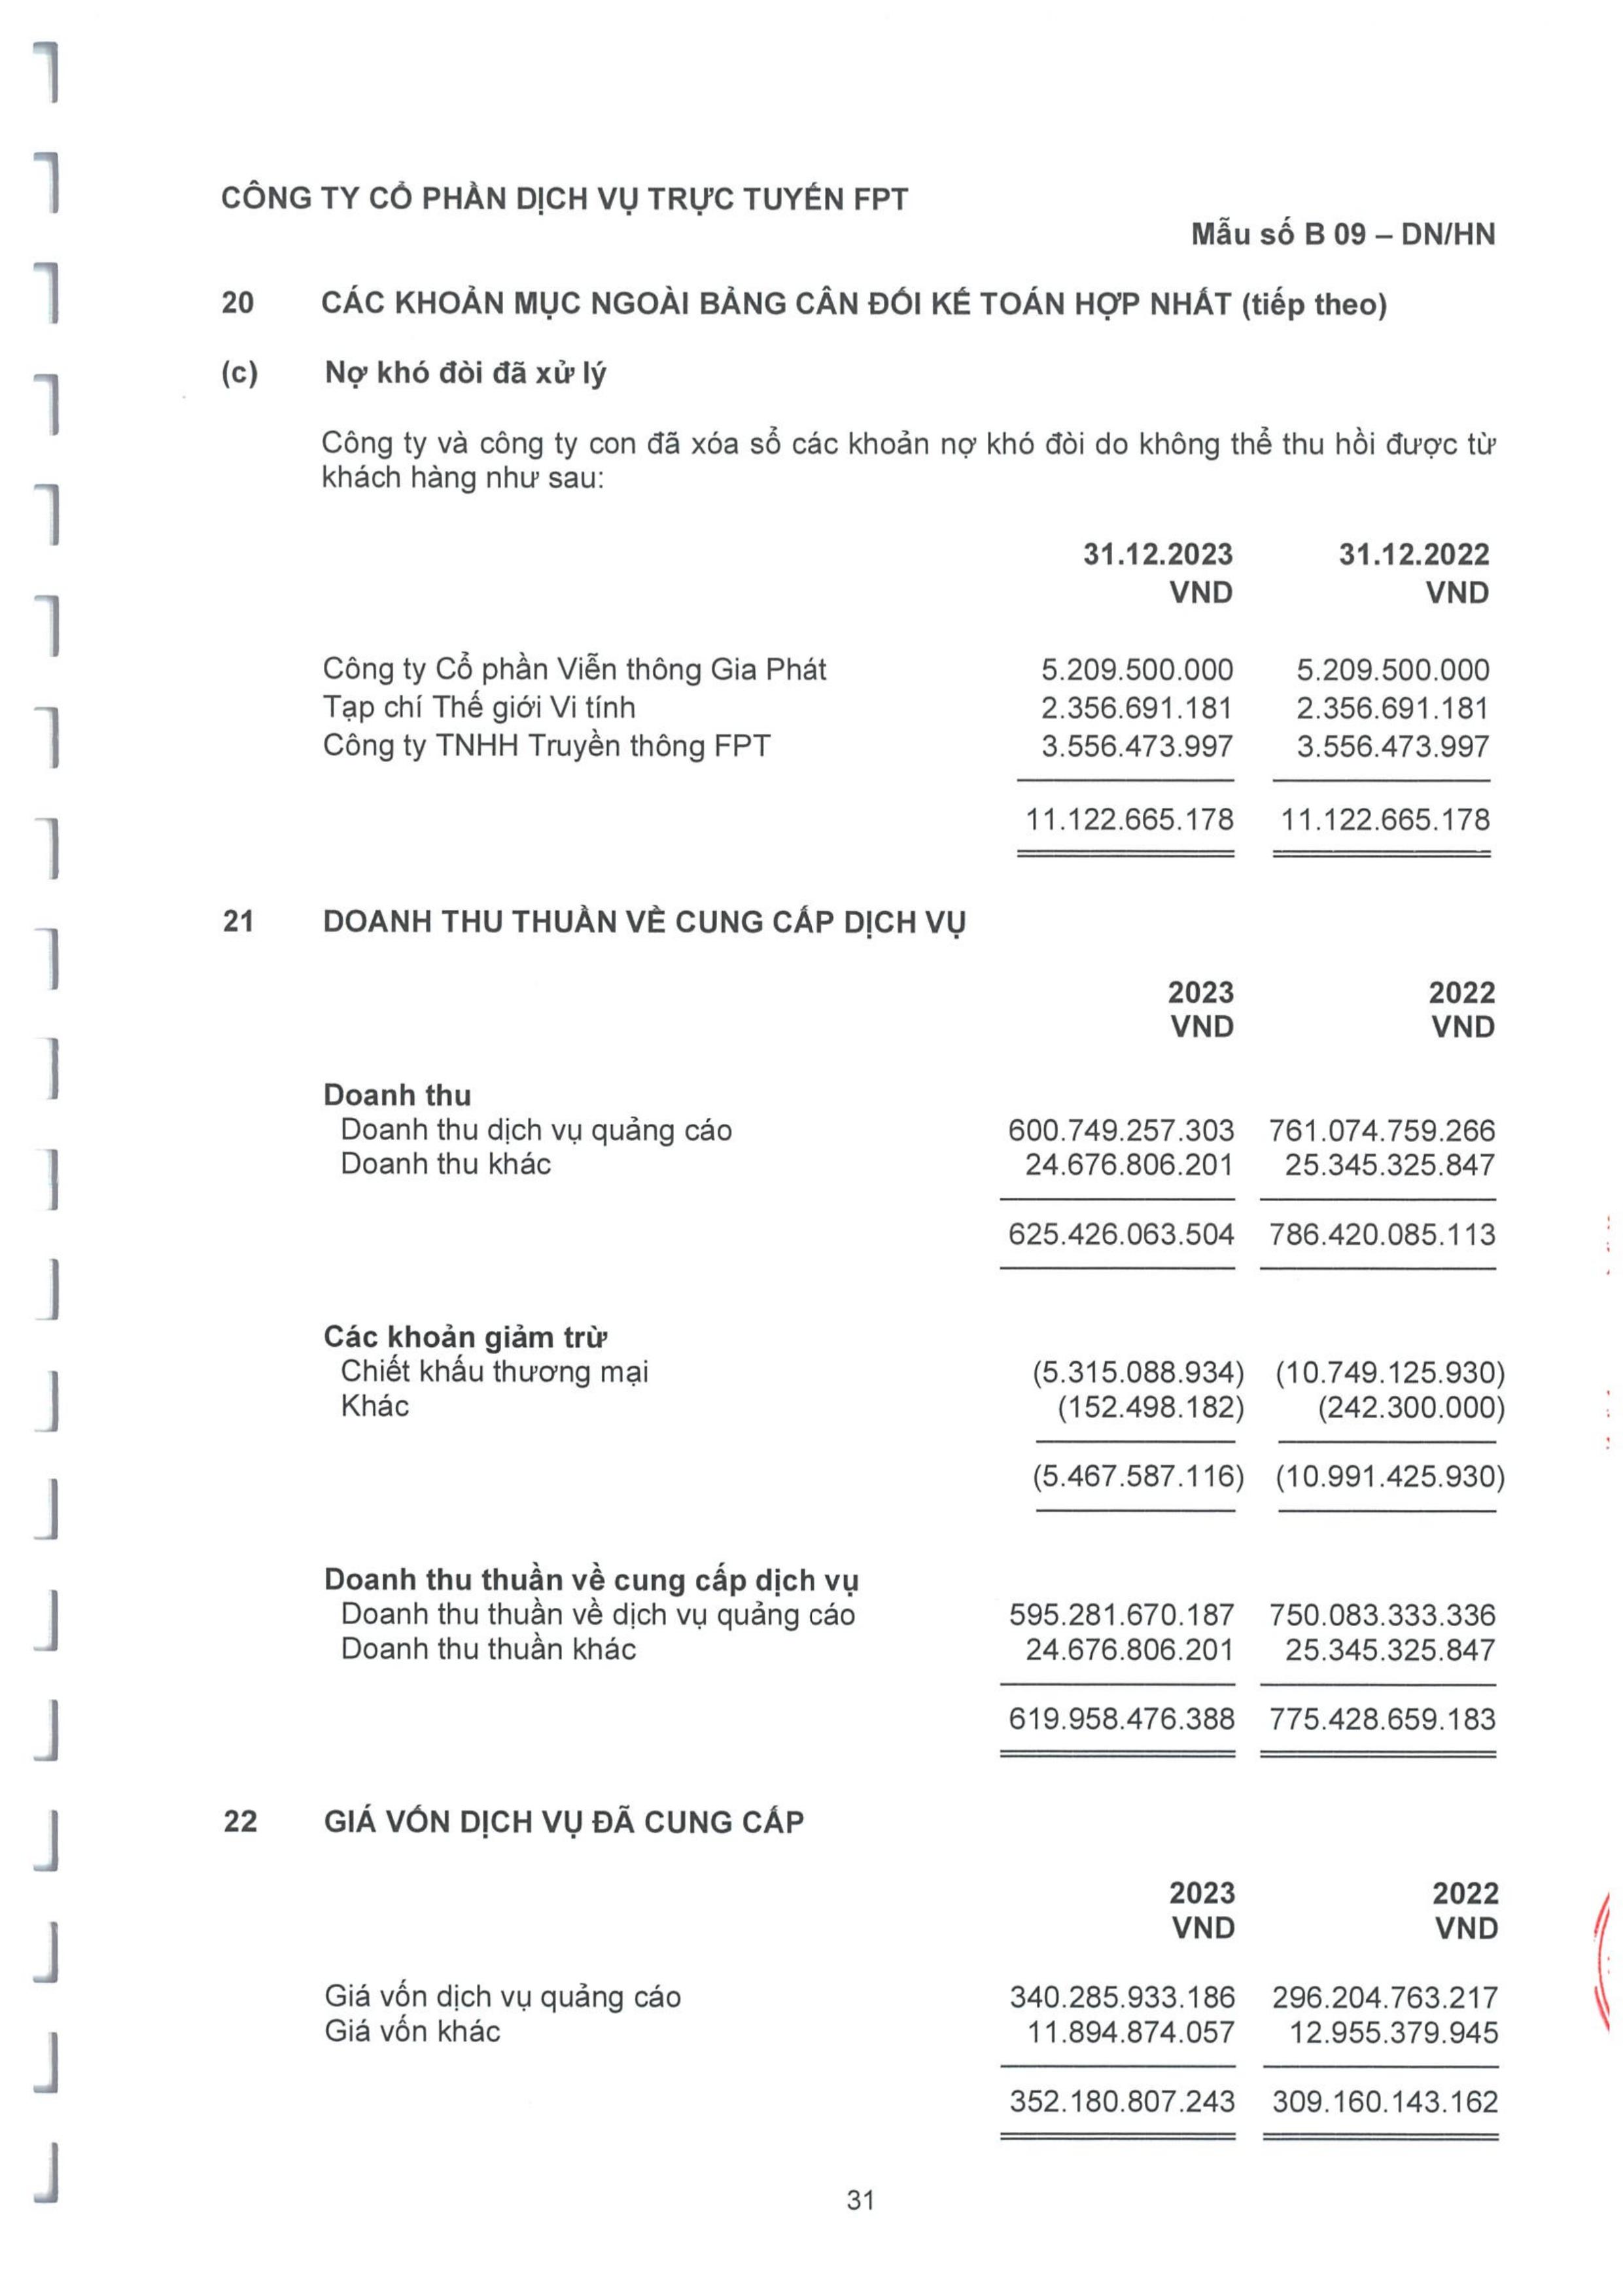 CÔNG TY CỔ PHẦN DỊCH VỤ TRỰC TUYẾN FPT
Mẫu số B 09 – DN/HN
20 CÁC KHOẢN MỤC NGOÀI BẢNG CÂN ĐỐI KẾ TOÁN HỢP NHẤT (tiếp theo)
(c) Nợ khó đòi đã xử lý
Công ty và công ty con đã xóa sổ các khoản nợ khó đòi do không thể thu hồi được từ
khách hàng như sau:
31.12.2023 31.12.2022
VND VND
Công ty Cổ phần Viễn thông Gia Phát 5.209.500.000 5.209.500.000
Tạp chí Thế giới Vi tính 2.356.691.181 2.356.691.181
Công ty TNHH Truyền thông FPT 3.556.473.997 3.556.473.997
11.122.665.178 11.122.665.178
21 DOANH THU THUẦN VỀ CUNG CẤP DỊCH VỤ
2023 2022
VND VND
Doanh thu
Doanh thu dịch vụ quảng cáo 600.749.257.303 761.074.759.266
Doanh thu khác 24.676.806.201 25.345.325.847
625.426.063.504 786.420.085.113
Các khoản giảm trừ
Chiết khấu thương mại (5.315.088.934) (10.749.125.930)
Khác (152.498.182) (242.300.000)
(5.467.587.116) (10.991.425.930)
Doanh thu thuần về cung cấp dịch vụ
Doanh thu thuần về dịch vụ quảng cáo 595.281.670.187 750.083.333.336
Doanh thu thuần khác 24.676.806.201 25.345.325.847
619.958.476.388 775.428.659.183
22 GIÁ VỐN DỊCH VỤ ĐÃ CUNG CẤP
2023 2022
VND VND
Giá vốn dịch vụ quảng cáo 340.285.933.186 296.204.763.217
Giá vốn khác 11.894.874.057 12.955.379.945
352.180.807.243 309.160.143.162
31